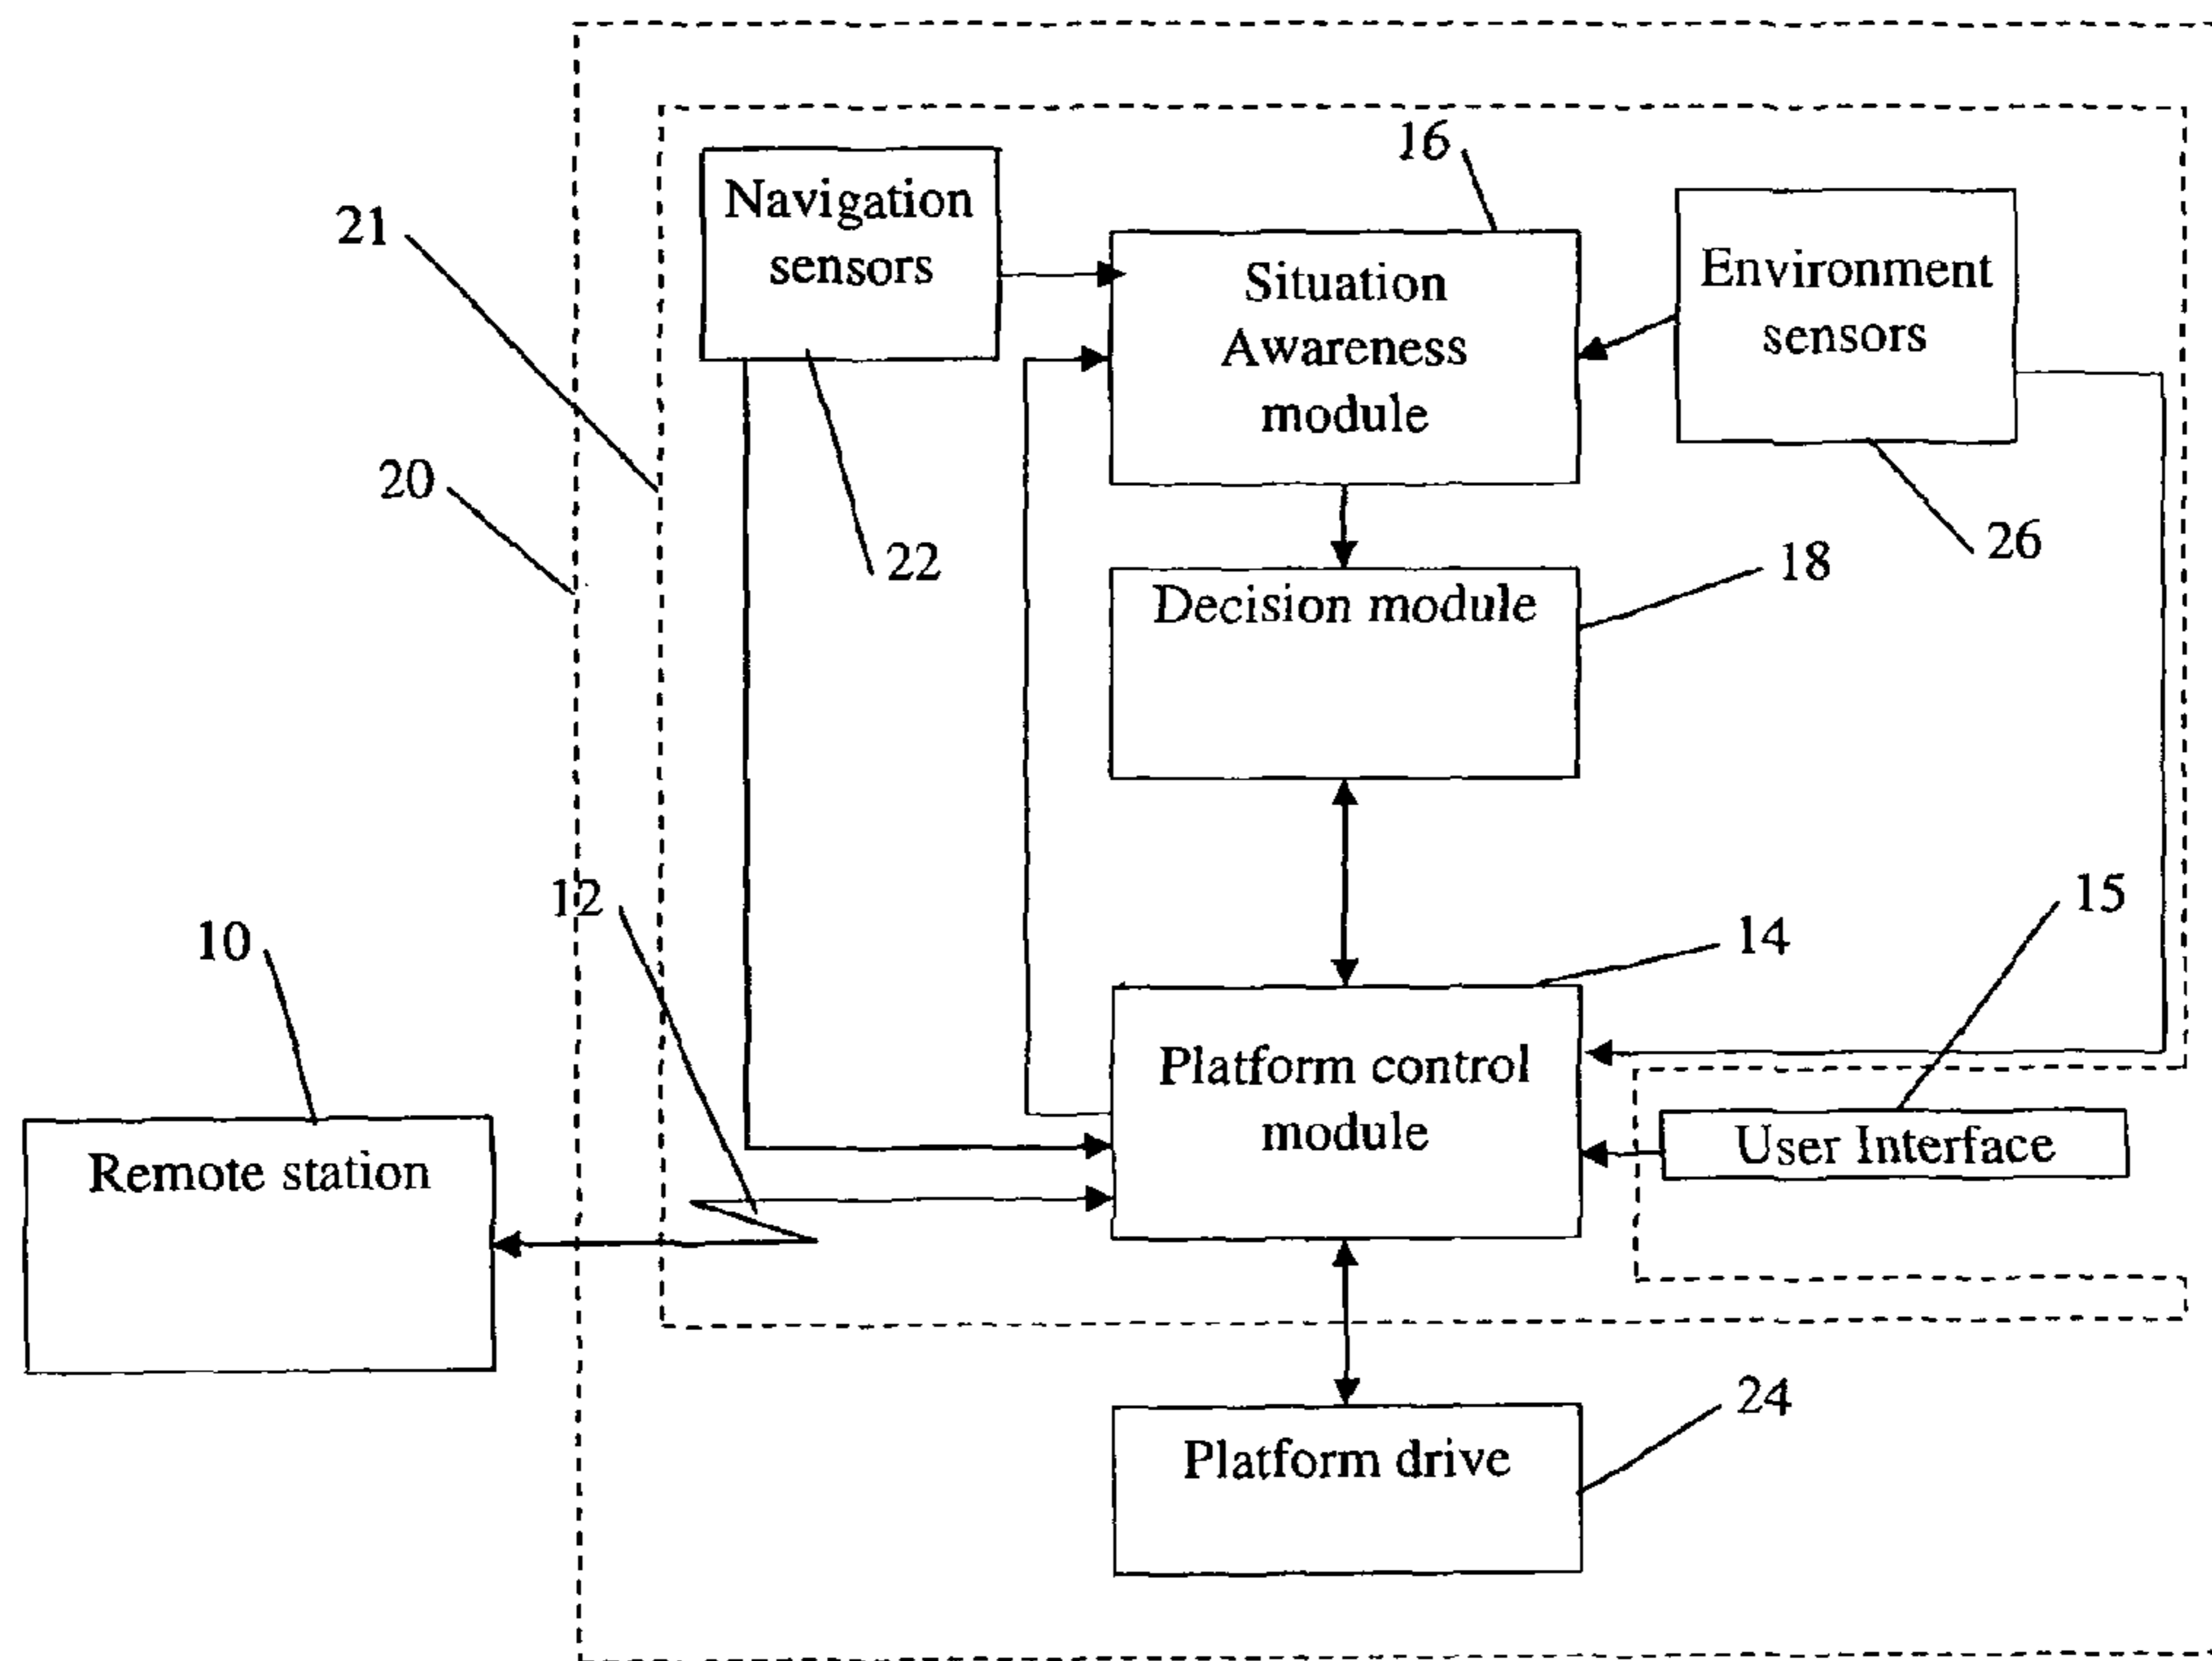 16
Navigation
sensors
21
Situation
Awareness
module
Environment
sensors
20
22
26
18
Decision module
12
15
10
14
Platform control
module
Remote station
User Interface
24
Platform drive